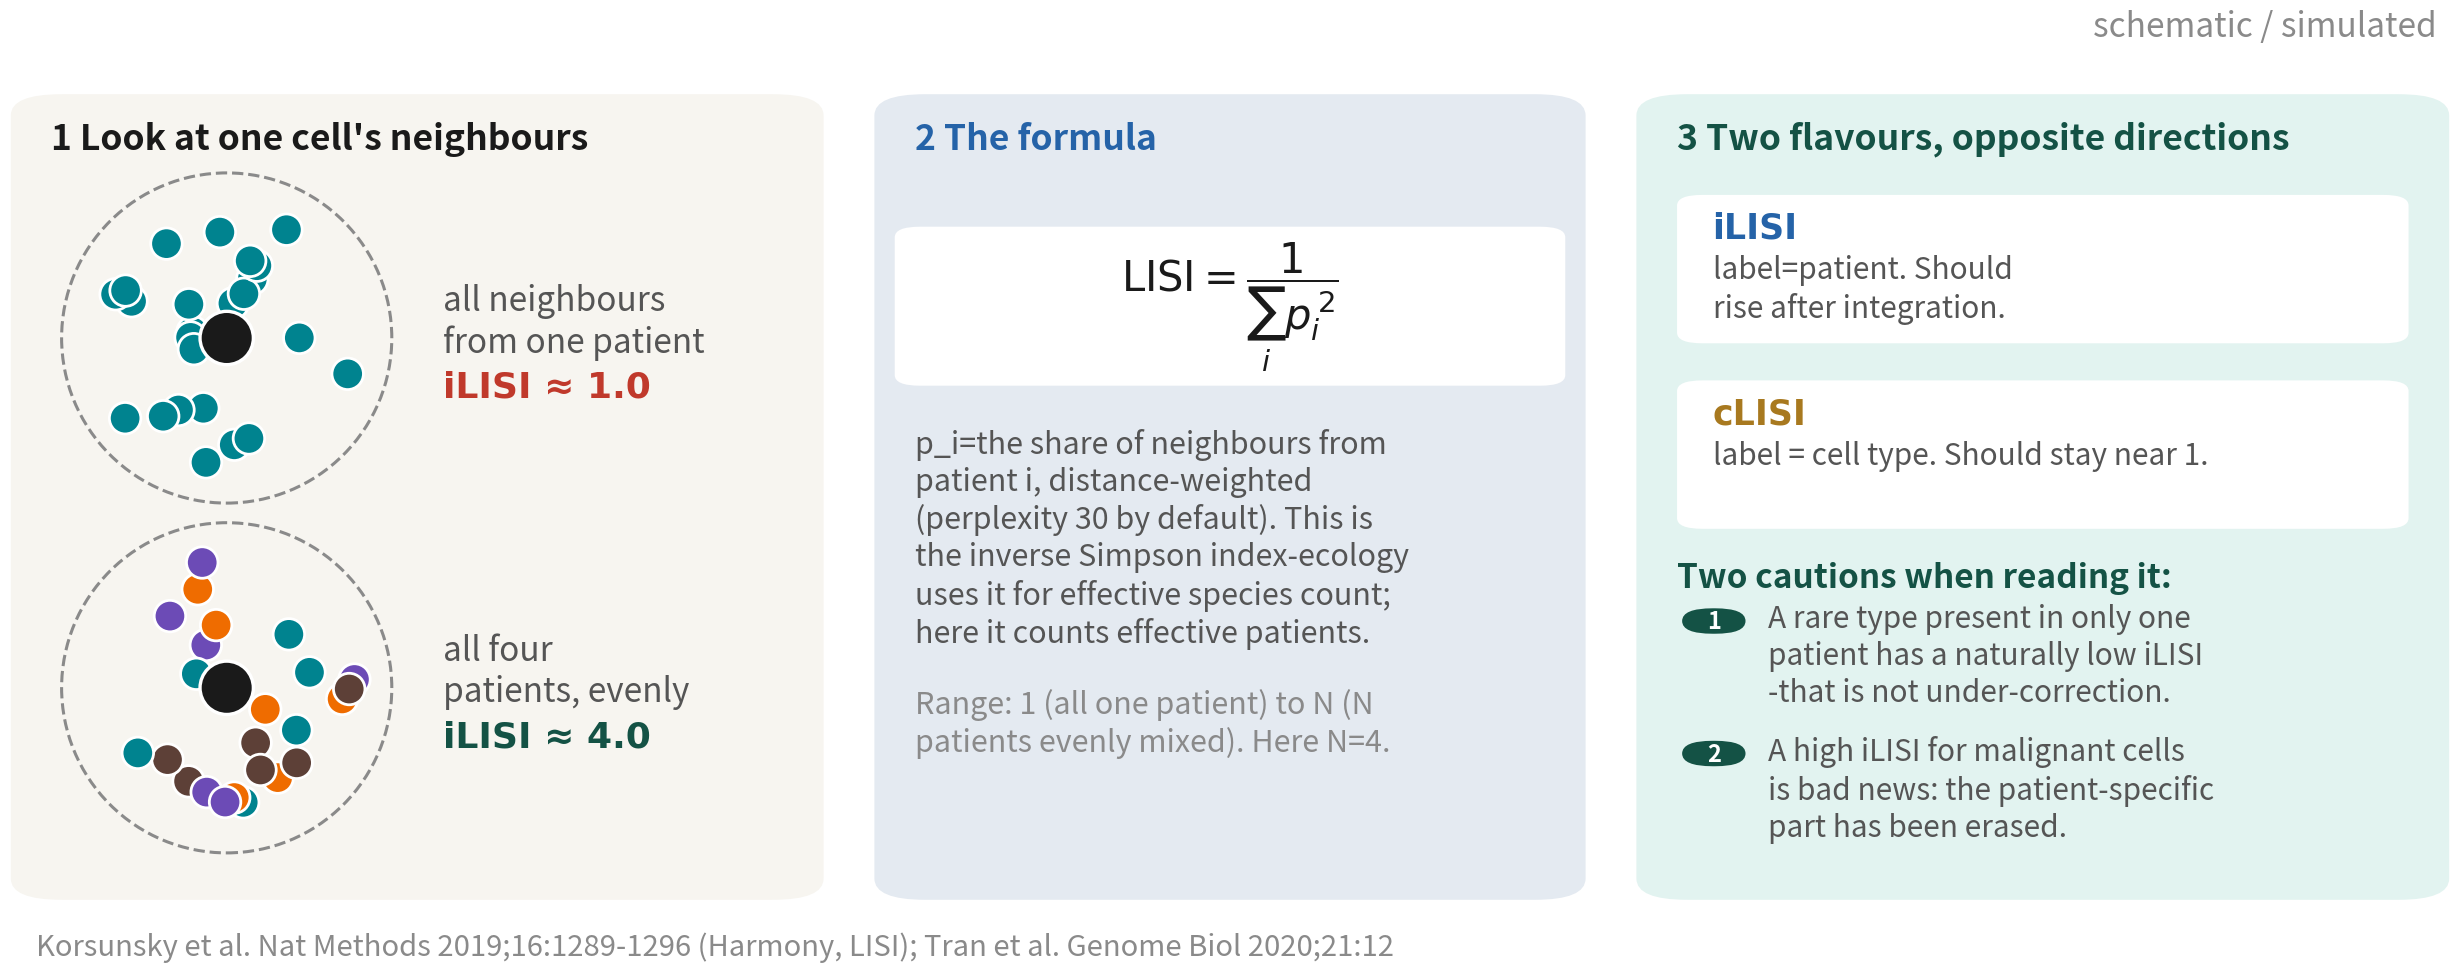 schematic / simulated
1 Look at one cell's neighbours
all neighbours
from one patient
iLISI ≈ 1.0
all four
patients, evenly
iLISI ≈ 4.0
2 The formula
LISI = 1 / ∑_i p_i^2
p_i=the share of neighbours from
patient i, distance-weighted
(perplexity 30 by default). This is
the inverse Simpson index-ecology
uses it for effective species count;
here it counts effective patients.
Range: 1 (all one patient) to N (N
patients evenly mixed). Here N=4.
3 Two flavours, opposite directions
iLISI
label=patient. Should
rise after integration.
cLISI
label = cell type. Should stay near 1.
Two cautions when reading it:
1 A rare type present in only one
patient has a naturally low iLISI
-that is not under-correction.
2 A high iLISI for malignant cells
is bad news: the patient-specific
part has been erased.
Korsunsky et al. Nat Methods 2019;16:1289-1296 (Harmony, LISI); Tran et al. Genome Biol 2020;21:12